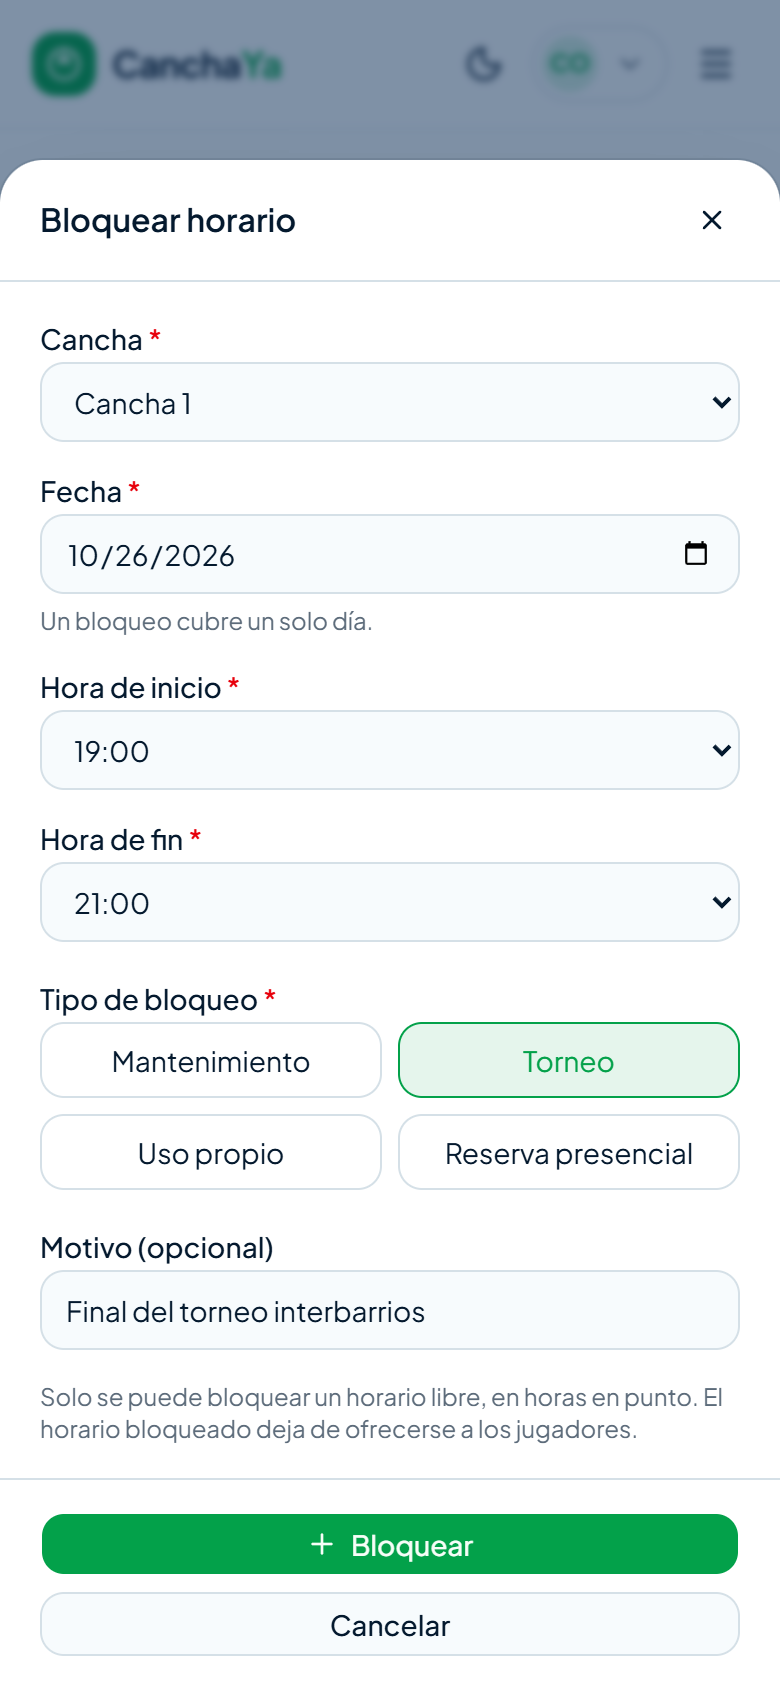 CanchaYa
CO
Bloquear horario
Cancha *
Cancha 1
Fecha *
10/26/2026
Un bloqueo cubre un solo día.
Hora de inicio *
19:00
Hora de fin *
21:00
Tipo de bloqueo *
Mantenimiento
Torneo
Uso propio
Reserva presencial
Motivo (opcional)
Final del torneo interbarrios
Solo se puede bloquear un horario libre, en horas en punto. El
horario bloqueado deja de ofrecerse a los jugadores.
+ Bloquear
Cancelar